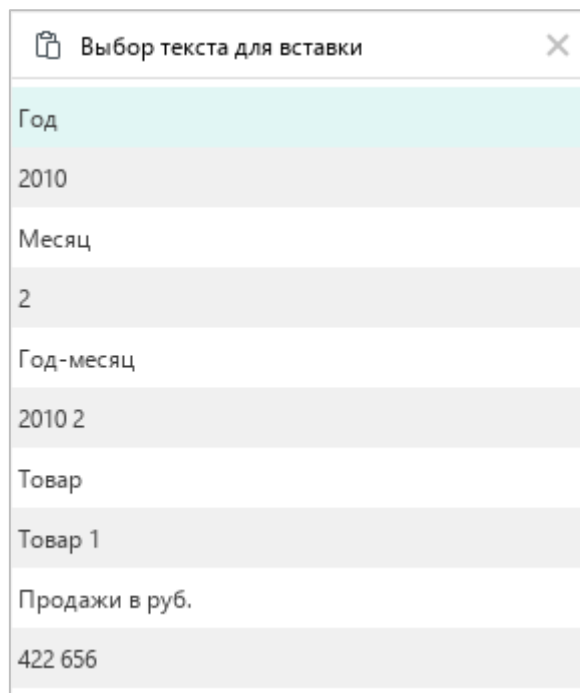 Выбор текста для вставки
Год
2010
Месяц
2
Год-месяц
2010 2
Товар
Товар 1
Продажи в руб.
422 656